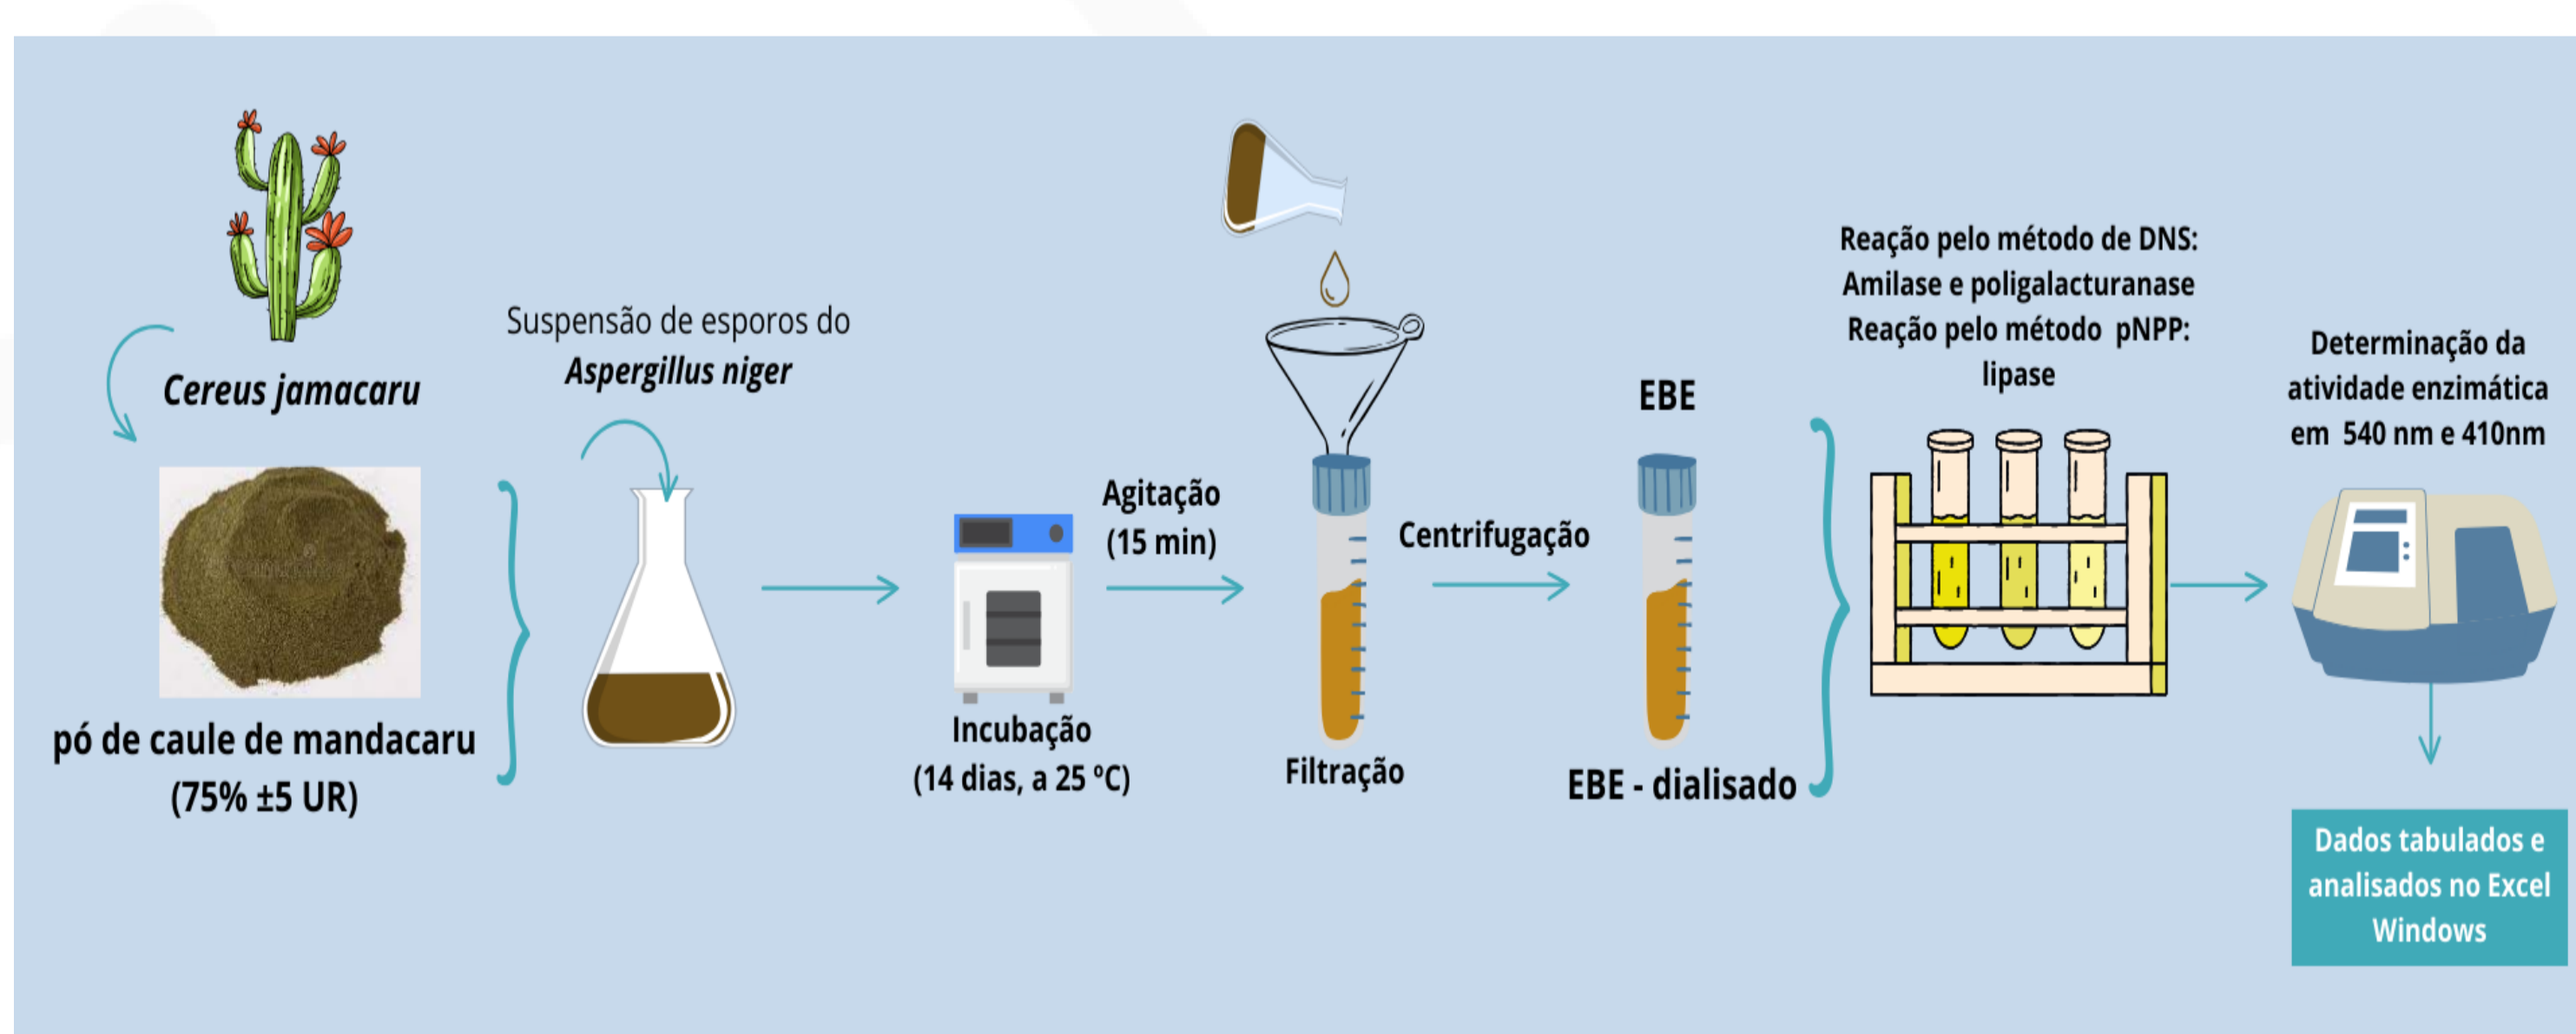 Cereus jamacaru
pó de caule de mandacaru
(75% ±5 UR)
Suspensão de esporos do
Aspergillus niger
Incubação
(14 dias, a 25 ºC)
Agitação
(15 min)
Filtração
Centrifugação
EBE
EBE - dialisado
Reação pelo método de DNS:
Amilase e poligalacturanase
Reação pelo método  pNPP:
lipase
Determinação da
atividade enzimática
em  540 nm e 410nm
Dados tabulados e
analisados no Excel
Windows